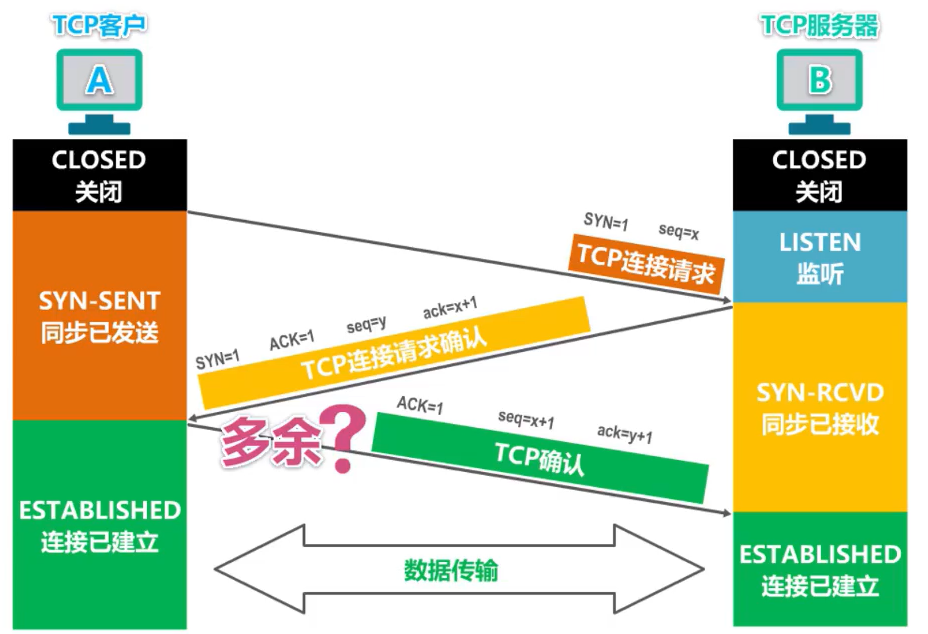 TCP客户
TCP服务器
A
B
CLOSED
关闭
CLOSED
关闭
SYN=1 seq=x
TCP连接请求
LISTEN
监听
SYN-SENT
同步已发送
SYN=1 ACK=1 seq=y ack=x+1
TCP连接请求确认
SYN-RCVD
同步已接收
多余?
ACK=1 seq=x+1 ack=y+1
TCP确认
ESTABLISHED
连接已建立
数据传输
ESTABLISHED
连接已建立